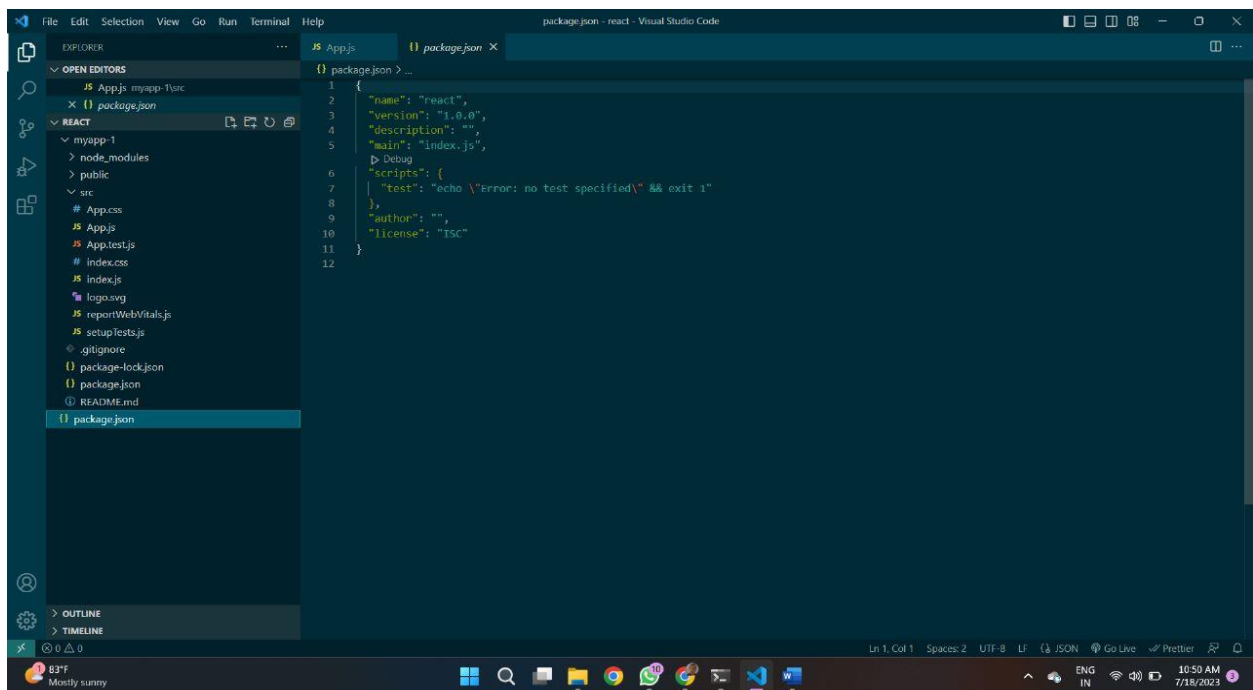 File Edit Selection View Go Run Terminal Help
package.json - react - Visual Studio Code
EXPLORER
OPEN EDITORS
JS App.js myapp-1\src
{} package.json
REACT
myapp-1
node_modules
public
src
# App.css
JS App.js
JS App.test.js
# index.css
JS index.js
logo.svg
JS reportWebVitals.js
JS setupTests.js
.gitignore
{} package-lock.json
{} package.json
README.md
{} package.json
OUTLINE
TIMELINE
JS App.js
{} package.json
{} package.json > ...
1 {
2 "name": "react",
3 "version": "1.0.0",
4 "description": "",
5 "main": "index.js",
Debug
6 "scripts": {
7 "test": "echo \"Error: no test specified\" && exit 1"
8 },
9 "author": "",
10 "license": "ISC"
11 }
12
0 0
Ln 1, Col 1 Spaces: 2 UTF-8 LF {} JSON Go Live Prettier
1
83°F
Mostly sunny
ENG
IN
10:50 AM
7/18/2023
3